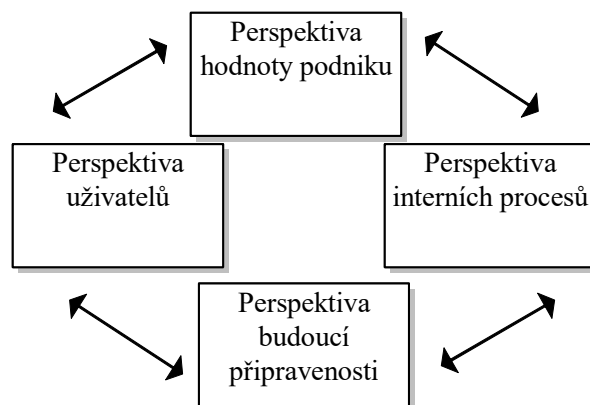 Perspektiva
hodnoty podniku
Perspektiva
uživatelů
Perspektiva
interních procesů
Perspektiva
budoucí
připravenosti